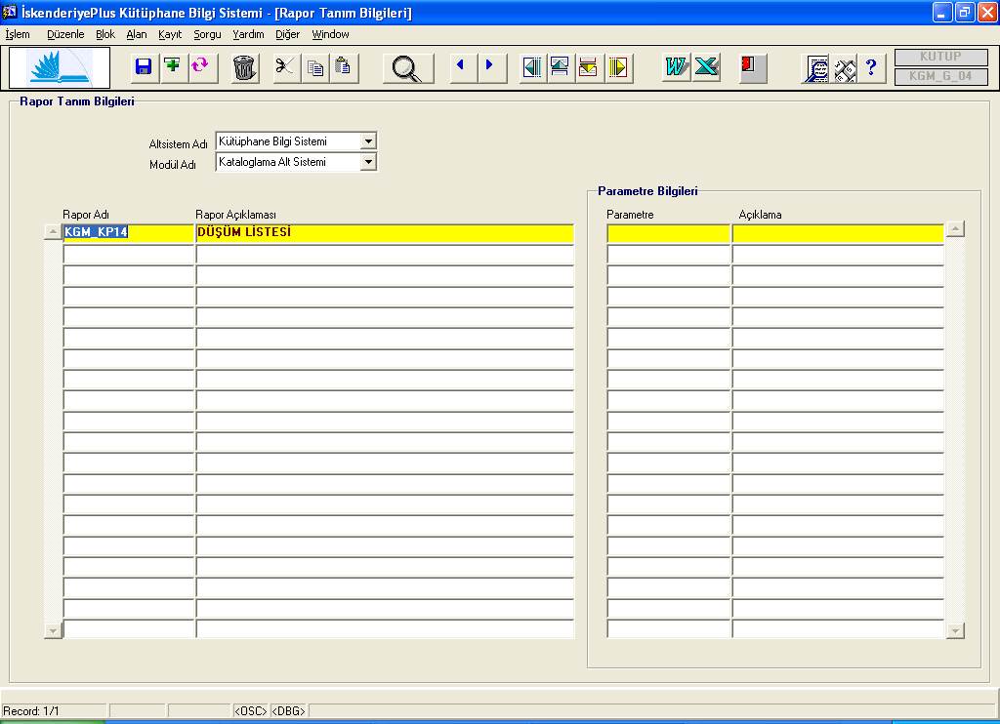 İskenderiyePlus Kütüphane Bilgi Sistemi - [Rapor Tanım Bilgileri]
İşlem Düzenle Blok Alan Kayıt Sorgu Yardım Diğer Window
KUTUP
KGM_G_04
Rapor Tanım Bilgileri
Altsistem Adı Kütüphane Bilgi Sistemi
Modül Adı Kataloglama Alt Sistemi
Parametre Bilgileri
Rapor Adı Rapor Açıklaması Parametre Açıklama
KGM_KP14 DÜŞÜM LİSTESİ
Record: 1/1 <OSC> <DBG>